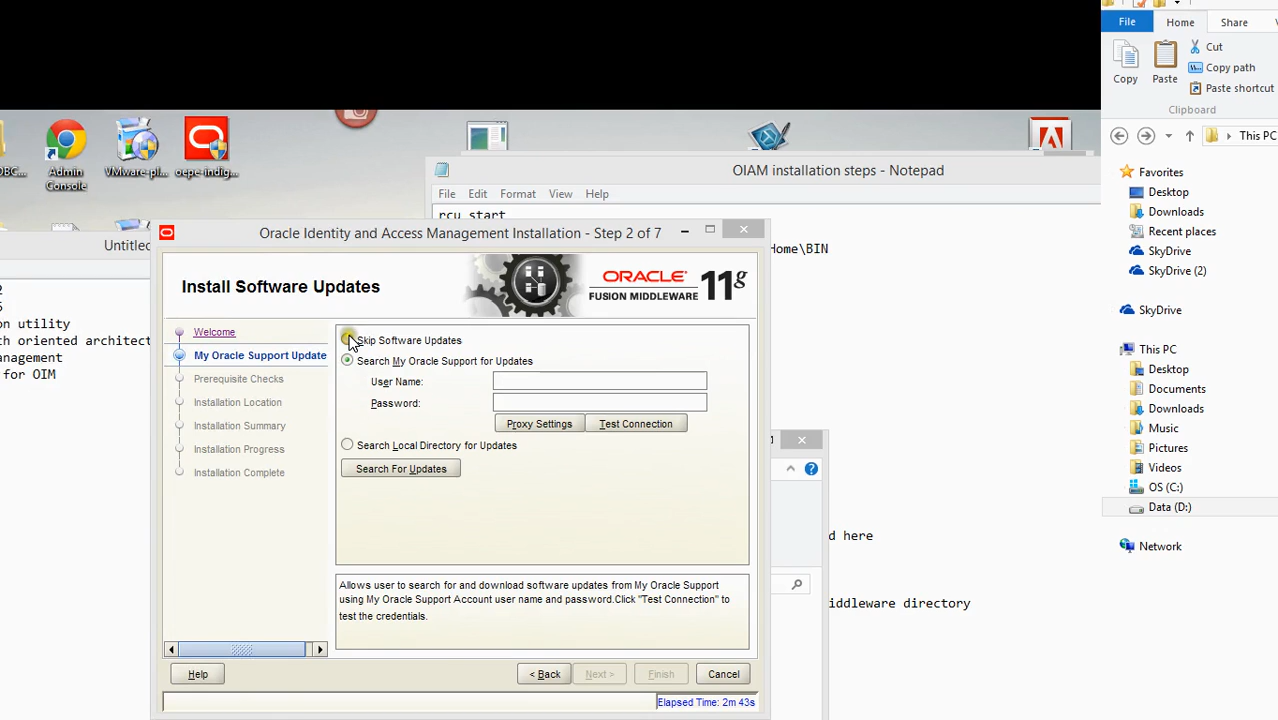 File
Home
Share
Copy
Paste
Cut
Copy path
Paste shortcut
Clipboard
This PC
Favorites
Desktop
Downloads
Recent places
SkyDrive
SkyDrive (2)
SkyDrive
This PC
Desktop
Documents
Downloads
Music
Pictures
Videos
OS (C:)
Data (D:)
Network
Admin
Console
VMware-pl...
oepe-indig...
OIAM installation steps - Notepad
File Edit Format View Help
rcu start
Home\BIN
d here
iddleware directory
on utility
th oriented architect
nagement
for OIM
Oracle Identity and Access Management Installation - Step 2 of 7
Install Software Updates
ORACLE
FUSION MIDDLEWARE 11g
Welcome
My Oracle Support Update
Prerequisite Checks
Installation Location
Installation Summary
Installation Progress
Installation Complete
Skip Software Updates
Search My Oracle Support for Updates
User Name:
Password:
Proxy Settings
Test Connection
Search Local Directory for Updates
Search For Updates
Allows user to search for and download software updates from My Oracle Support
using My Oracle Support Account user name and password.Click "Test Connection" to
test the credentials.
Help
< Back
Next >
Finish
Cancel
Elapsed Time: 2m 43s